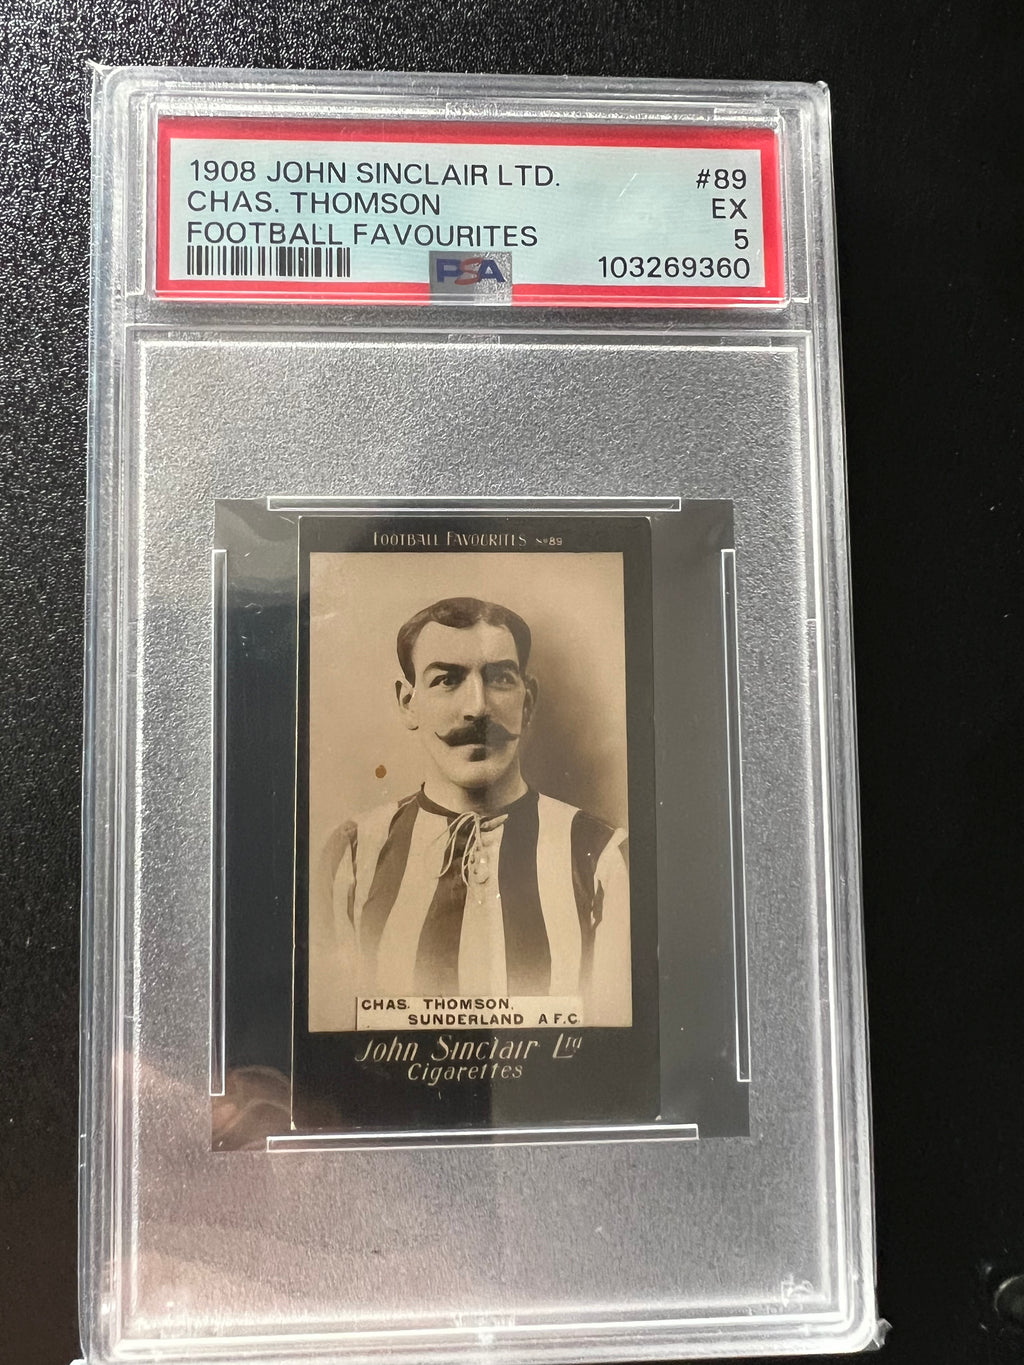 1908 JOHN SINCLAIR LTD. #89
CHAS. THOMSON EX
FOOTBALL FAVOURITES 5
PSA 103269360
FOOTBALL FAVOURITES No 89
CHAS. THOMSON,
SUNDERLAND A.F.C.
John Sinclair Ltd
Cigarettes